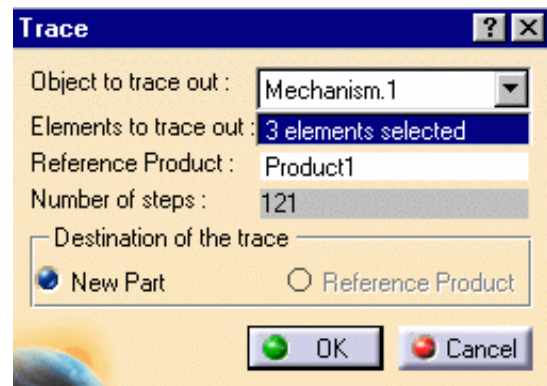 Trace ? X
Object to trace out : Mechanism.1
Elements to trace out : 3 elements selected
Reference Product : Product1
Number of steps : 121
Destination of the trace
New Part Reference Product
OK Cancel